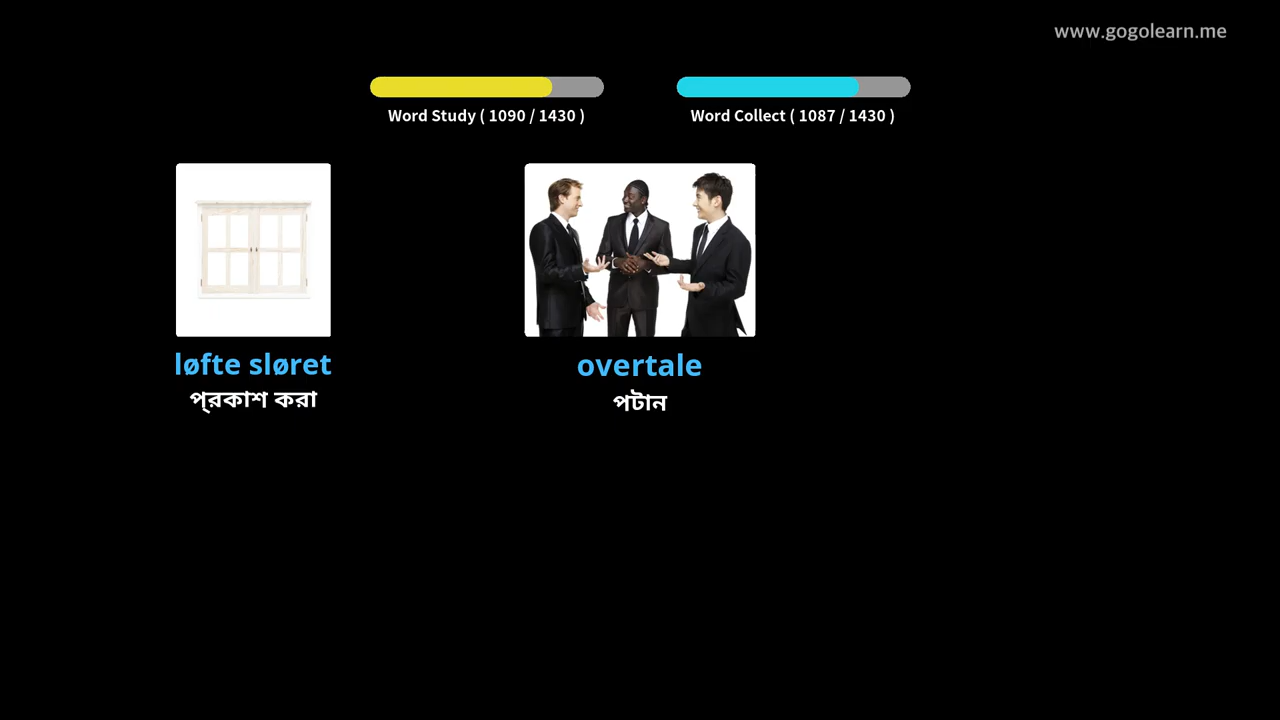 www.gogolearn.me
Word Study ( 1090 / 1430 )
Word Collect ( 1087 / 1430 )
løfte sløret
প্রকাশ করা
overtale
পটান